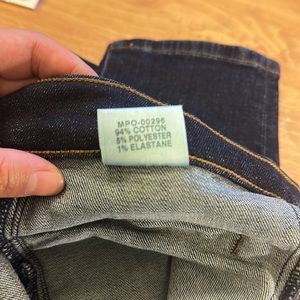 MPO-00296
94% COTTON
5% POLYESTER
1% ELASTANE